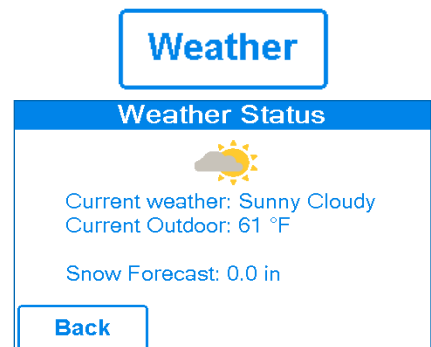 Weather
Weather Status
Current weather: Sunny Cloudy
Current Outdoor: 61 °F
Snow Forecast: 0.0 in
Back